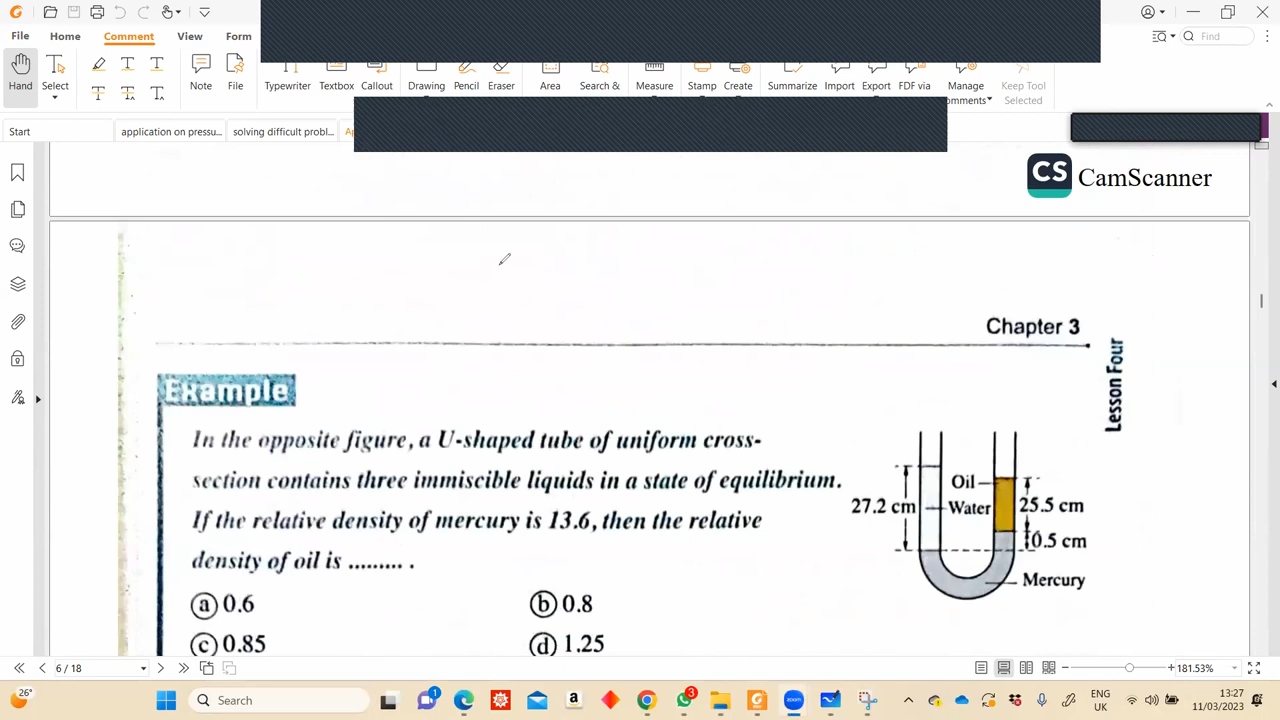 File Home Comment View Form
Find
Hand Select Note File Typewriter Textbox Callout Drawing Pencil Eraser Area Search & Measure Stamp Create Summarize Import Export FDF via Manage Keep Tool
omments Selected
Start application on pressu... solving difficult probl... Ap
CS CamScanner
Chapter 3
Lesson Four
Example
In the opposite figure, a U-shaped tube of uniform cross-
section contains three immiscible liquids in a state of equilibrium.
If the relative density of mercury is 13.6, then the relative
density of oil is ......... .
Oil
27.2 cm Water 25.5 cm
0.5 cm
Mercury
a 0.6 b 0.8
c 0.85 d 1.25
6 / 18 181.53%
26° Search 1 3 ENG 13:27
UK 11/03/2023